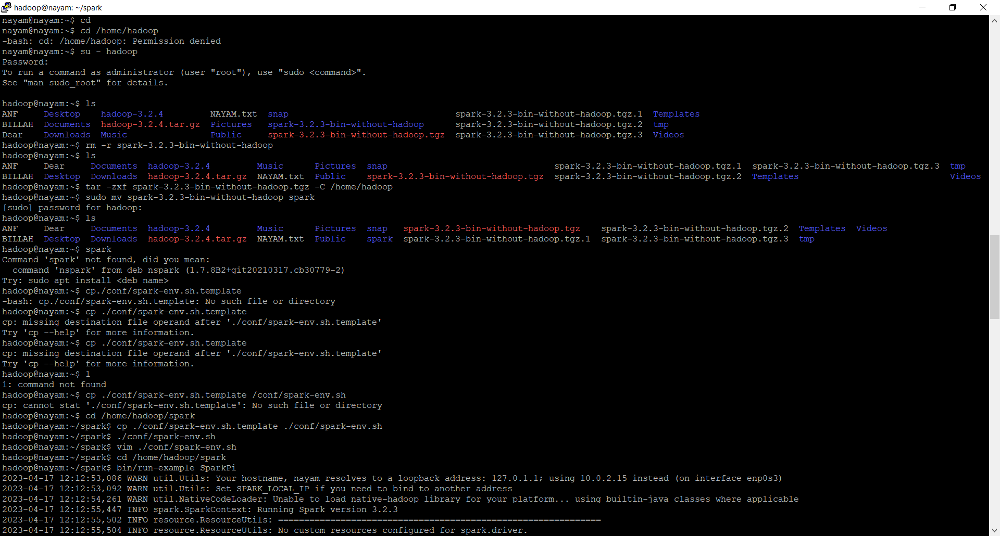 hadoop@nayam: ~/spark
nayam@nayam:~$ cd
nayam@nayam:~$ cd /home/hadoop
-bash: cd: /home/hadoop: Permission denied
nayam@nayam:~$ su - hadoop
Password:
To run a command as administrator (user "root"), use "sudo <command>".
See "man sudo_root" for details.
hadoop@nayam:~$ ls
ANF Desktop hadoop-3.2.4 NAYAM.txt snap spark-3.2.3-bin-without-hadoop.tgz.1 Templates
BILLAH Documents hadoop-3.2.4.tar.gz Pictures spark-3.2.3-bin-without-hadoop spark-3.2.3-bin-without-hadoop.tgz.2 tmp
Dear Downloads Music Public spark-3.2.3-bin-without-hadoop.tgz spark-3.2.3-bin-without-hadoop.tgz.3 Videos
hadoop@nayam:~$ rm -r spark-3.2.3-bin-without-hadoop
hadoop@nayam:~$ ls
ANF Dear Documents hadoop-3.2.4 Music Pictures snap spark-3.2.3-bin-without-hadoop.tgz.1 spark-3.2.3-bin-without-hadoop.tgz.3 tmp
BILLAH Desktop Downloads hadoop-3.2.4.tar.gz NAYAM.txt Public spark-3.2.3-bin-without-hadoop.tgz spark-3.2.3-bin-without-hadoop.tgz.2 Templates Videos
hadoop@nayam:~$ tar -zxf spark-3.2.3-bin-without-hadoop.tgz -C /home/hadoop
hadoop@nayam:~$ sudo mv spark-3.2.3-bin-without-hadoop spark
[sudo] password for hadoop:
hadoop@nayam:~$ ls
ANF Dear Documents hadoop-3.2.4 Music Pictures snap spark-3.2.3-bin-without-hadoop.tgz spark-3.2.3-bin-without-hadoop.tgz.2 Templates Videos
BILLAH Desktop Downloads hadoop-3.2.4.tar.gz NAYAM.txt Public spark spark-3.2.3-bin-without-hadoop.tgz.1 spark-3.2.3-bin-without-hadoop.tgz.3 tmp
hadoop@nayam:~$ spark
Command 'spark' not found, did you mean:
  command 'nspark' from deb nspark (1.7.8B2+git20210317.cb30779-2)
Try: sudo apt install <deb name>
hadoop@nayam:~$ cp./conf/spark-env.sh.template
-bash: cp./conf/spark-env.sh.template: No such file or directory
hadoop@nayam:~$ cp ./conf/spark-env.sh.template
cp: missing destination file operand after './conf/spark-env.sh.template'
Try 'cp --help' for more information.
hadoop@nayam:~$ cp ./conf/spark-env.sh.template
cp: missing destination file operand after './conf/spark-env.sh.template'
Try 'cp --help' for more information.
hadoop@nayam:~$ 1
1: command not found
hadoop@nayam:~$ cp ./conf/spark-env.sh.template /conf/spark-env.sh
cp: cannot stat './conf/spark-env.sh.template': No such file or directory
hadoop@nayam:~$ cd /home/hadoop/spark
hadoop@nayam:~/spark$ cp ./conf/spark-env.sh.template ./conf/spark-env.sh
hadoop@nayam:~/spark$ ./conf/spark-env.sh
hadoop@nayam:~/spark$ vim ./conf/spark-env.sh
hadoop@nayam:~/spark$ cd /home/hadoop/spark
hadoop@nayam:~/spark$ bin/run-example SparkPi
2023-04-17 12:12:53,086 WARN util.Utils: Your hostname, nayam resolves to a loopback address: 127.0.1.1; using 10.0.2.15 instead (on interface enp0s3)
2023-04-17 12:12:53,092 WARN util.Utils: Set SPARK_LOCAL_IP if you need to bind to another address
2023-04-17 12:12:54,261 WARN util.NativeCodeLoader: Unable to load native-hadoop library for your platform... using builtin-java classes where applicable
2023-04-17 12:12:55,447 INFO spark.SparkContext: Running Spark version 3.2.3
2023-04-17 12:12:55,502 INFO resource.ResourceUtils: ==============================================================
2023-04-17 12:12:55,504 INFO resource.ResourceUtils: No custom resources configured for spark.driver.